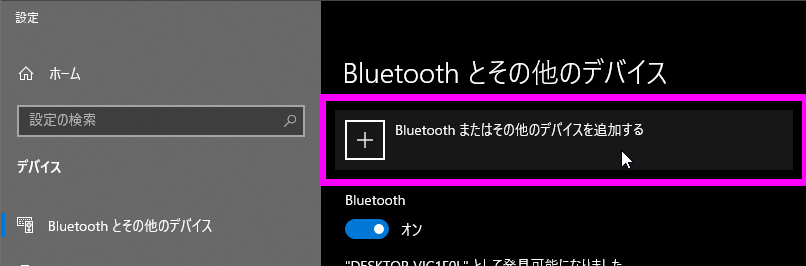 設定
ホーム
設定の検索
デバイス
Bluetooth とその他のデバイス
Bluetooth とその他のデバイス
Bluetooth またはその他のデバイスを追加する
Bluetooth
オン
として発見可能になりました